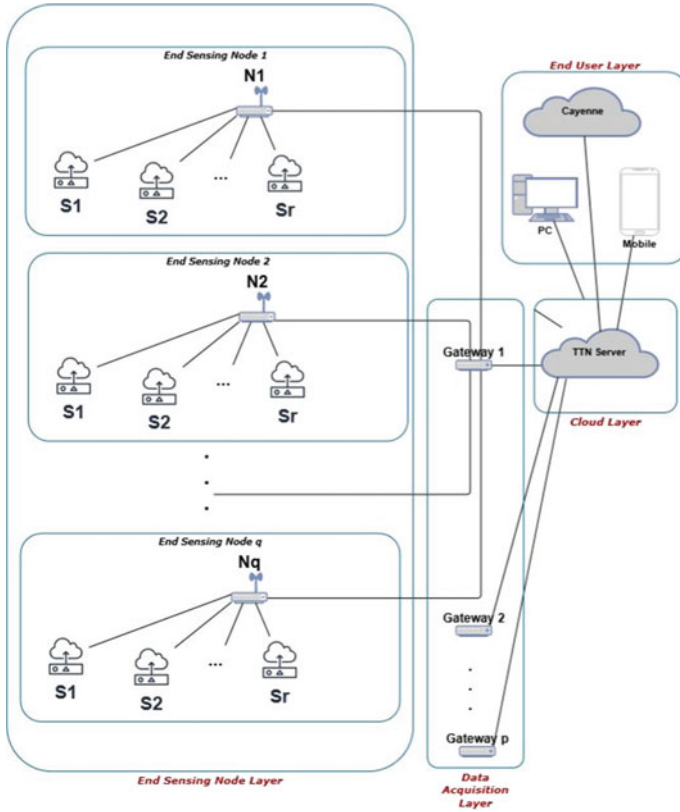 End Sensing Node 1
N1
S1
S2
...
Sr
End Sensing Node 2
N2
S1
S2
...
Sr
End Sensing Node q
Nq
S1
S2
...
Sr
End Sensing Node Layer
Gateway 1
Gateway 2
Gateway p
Data
Acquisition
Layer
End User Layer
Cayenne
PC
Mobile
TTN Server
Cloud Layer